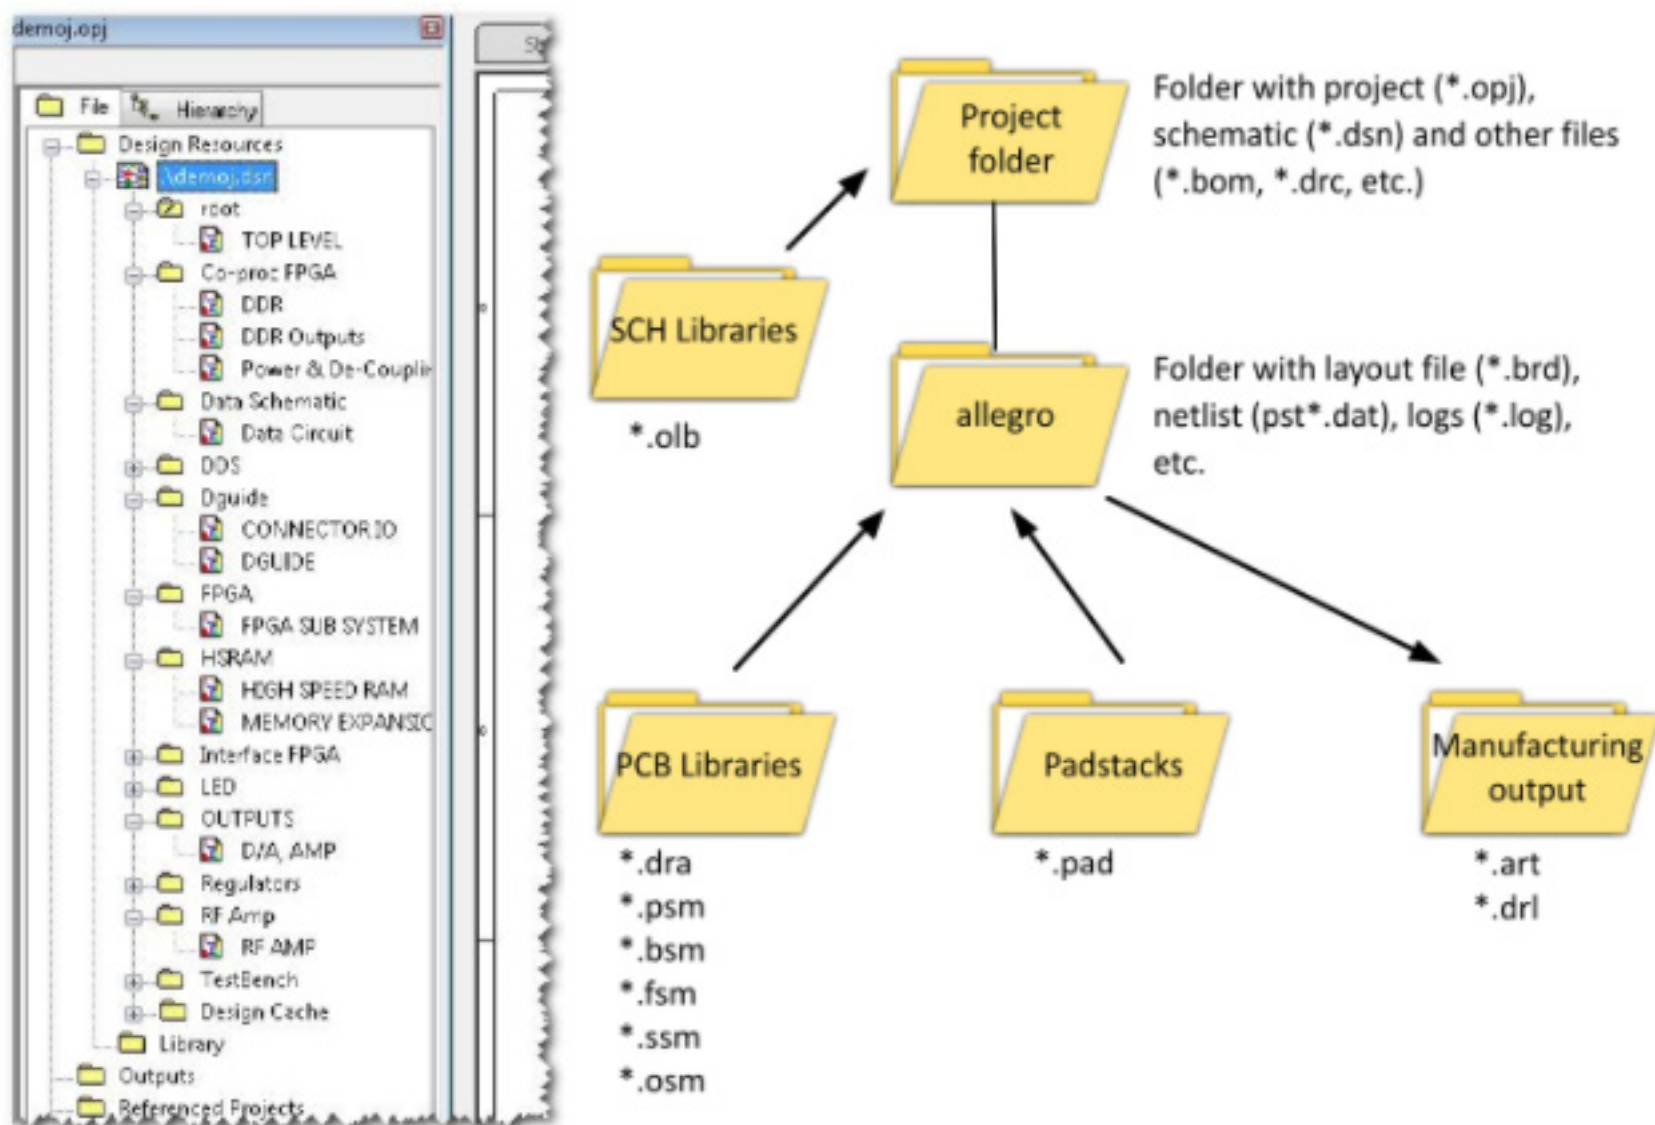 demoj.opj
File
Hierarchy
Design Resources
.\demoj.dsn
root
TOP LEVEL
Co-proc FPGA
DDR
DDR Outputs
Power & De-Couplin
Data Schematic
Data Circuit
DDS
Dguide
CONNECTOR IO
DGUIDE
FPGA
FPGA SUB SYSTEM
HSRAM
HIGH SPEED RAM
MEMORY EXPANSIO
Interface FPGA
LED
OUTPUTS
D/A, AMP
Regulators
RF Amp
RF AMP
TestBench
Design Cache
Library
Outputs
Referenced Projects
Project
folder
Folder with project (*.opj),
schematic (*.dsn) and other files
(*.bom, *.drc, etc.)
SCH Libraries
*.olb
allegro
Folder with layout file (*.brd),
netlist (pst*.dat), logs (*.log),
etc.
PCB Libraries
*.dra
*.psm
*.bsm
*.fsm
*.ssm
*.osm
Padstacks
*.pad
Manufacturing
output
*.art
*.drl